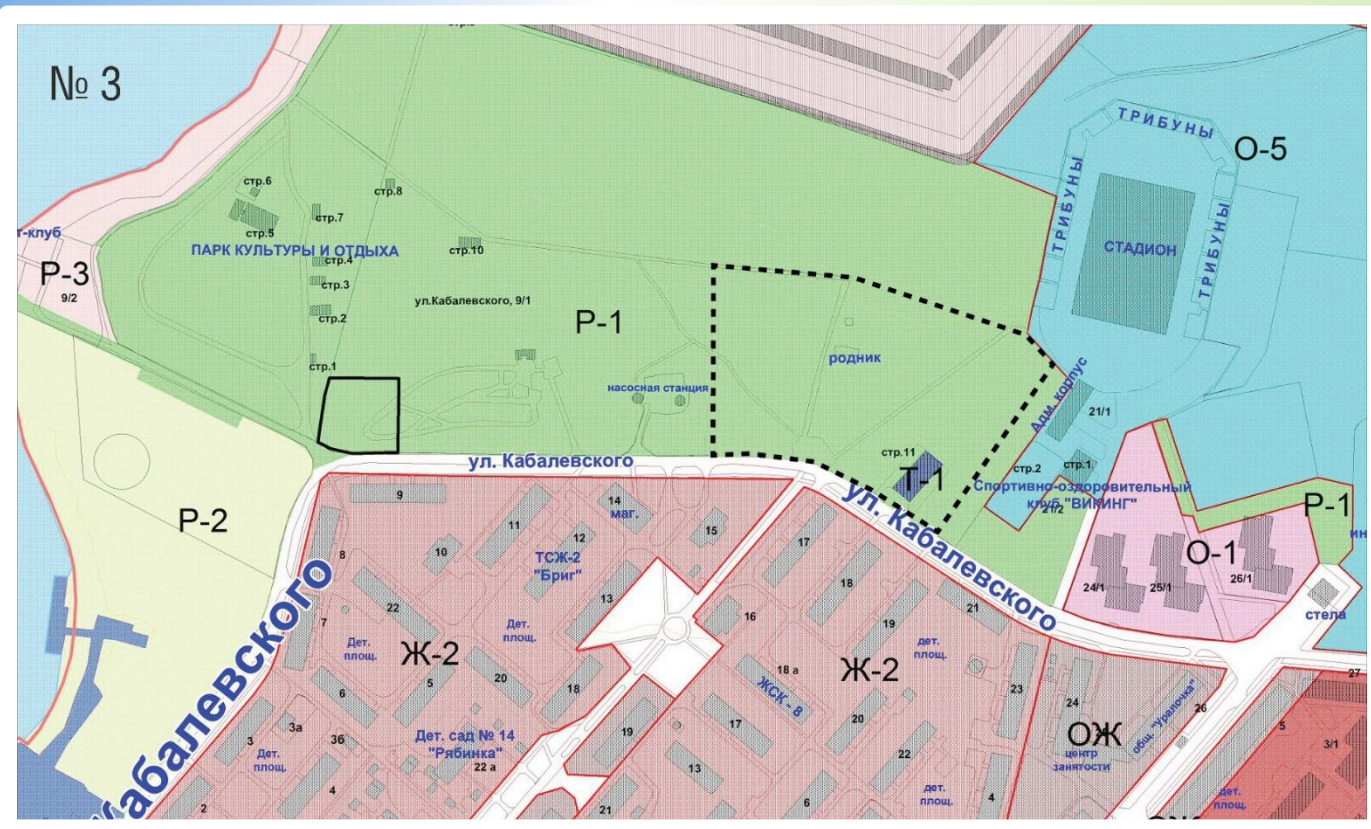 № 3
ТРИБУНЫ
О-5
стр.6
стр.8
стр.7
ТРИБУНЫ
ТРИБУНЫ
т-клуб
стр.5
ПАРК КУЛЬТУРЫ И ОТДЫХА
стр.10
СТАДИОН
Р-3
стр.4
9/2
стр.3
ул.Кабалевского, 9/1
стр.2
Р-1
родник
стр.1
насосная станция
Адм. корпус
21/1
ул. Кабалевского
стр.11
Т-1
стр.2
стр.1
Спортивно-оздоровительный
клуб "ВИКИНГ"
21/2
Р-1
Р-2
9
14
маг.
ул. Кабалевского
ин
11
15
12
17
О-1
8
10
ТСЖ-2
"Бриг"
18
24/1
25/1
26/1
22
13
19
21
стела
7
Дет.
площ.
Дет.
площ.
16
дет.
площ.
Ж-2
18 а
Ж-2
27
6
5
20
18
ЖСК - 8
23
24
26
3а
3
3б
Дет. сад № 14
"Рябинка"
22 а
19
17
20
ОЖ
общ. "Уралочка"
5
Дет.
площ.
центр
занятости
3/1
13
22
Кабалевского
4
дет.
площ.
4
дет.
площ.
2
21
6